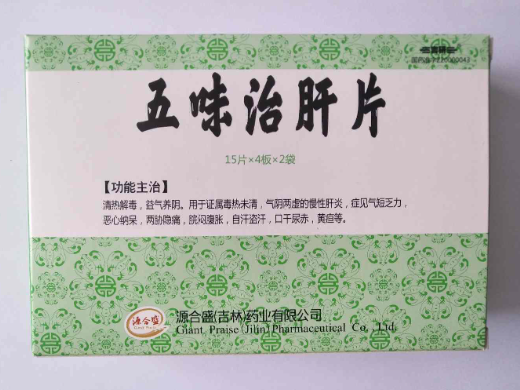 五味治肝片
15片×4板×2袋
【功能主治】
清热解毒，益气养阴。用于证属毒热未清，气阴两虚的慢性肝炎，症见气短乏力，
恶心纳呆，两胁隐痛，脘闷腹胀，自汗盗汗，口干尿赤，黄疸等。
源合盛
源合盛(吉林)药业有限公司
Giant Praise Jilin Pharmaceutical Co., Ltd.